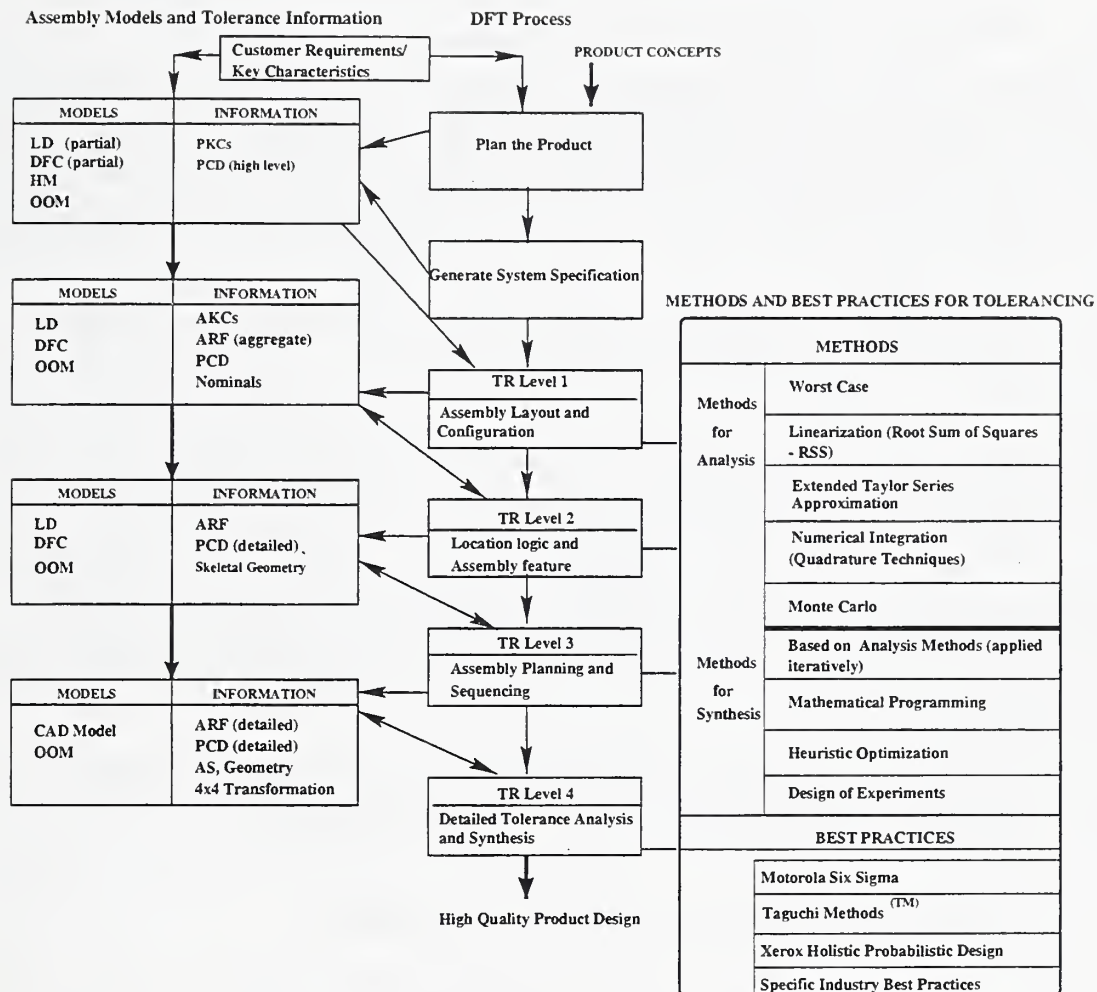 Assembly Models and Tolerance Information
DFT Process
Customer Requirements/
Key Characteristics
PRODUCT CONCEPTS
MODELS
INFORMATION
LD (partial)
DFC (partial)
HM
OOM
PKCs
PCD (high level)
Plan the Product
Generate System Specification
MODELS
INFORMATION
LD
DFC
OOM
AKCs
ARF (aggregate)
PCD
Nominals
TR Level 1
Assembly Layout and
Configuration
MODELS
INFORMATION
LD
DFC
OOM
ARF
PCD (detailed)
Skeletal Geometry
TR Level 2
Location logic and
Assembly feature
TR Level 3
Assembly Planning and
Sequencing
MODELS
INFORMATION
CAD Model
OOM
ARF (detailed)
PCD (detailed)
AS, Geometry
4x4 Transformation
TR Level 4
Detailed Tolerance Analysis
and Synthesis
High Quality Product Design
METHODS AND BEST PRACTICES FOR TOLERANCING
METHODS
Methods
for
Analysis
Worst Case
Linearization (Root Sum of Squares
- RSS)
Extended Taylor Series
Approximation
Numerical Integration
(Quadrature Techniques)
Monte Carlo
Methods
for
Synthesis
Based on Analysis Methods (applied
iteratively)
Mathematical Programming
Heuristic Optimization
Design of Experiments
BEST PRACTICES
Motorola Six Sigma
Taguchi Methods (TM)
Xerox Holistic Probabilistic Design
Specific Industry Best Practices